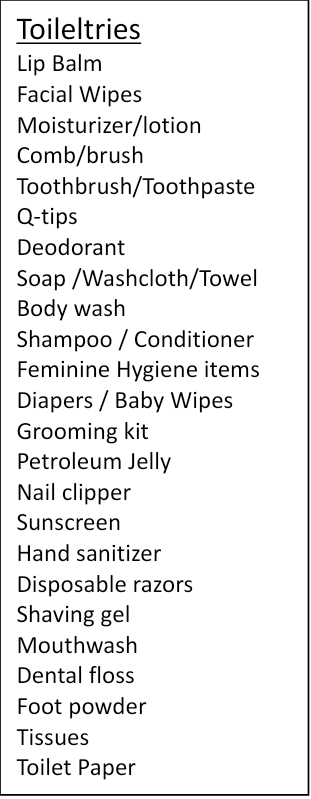 Toileltries
Lip Balm
Facial Wipes
Moisturizer/lotion
Comb/brush
Toothbrush/Toothpaste
Q-tips
Deodorant
Soap /Washcloth/Towel
Body wash
Shampoo / Conditioner
Feminine Hygiene items
Diapers / Baby Wipes
Grooming kit
Petroleum Jelly
Nail clipper
Sunscreen
Hand sanitizer
Disposable razors
Shaving gel
Mouthwash
Dental floss
Foot powder
Tissues
Toilet Paper